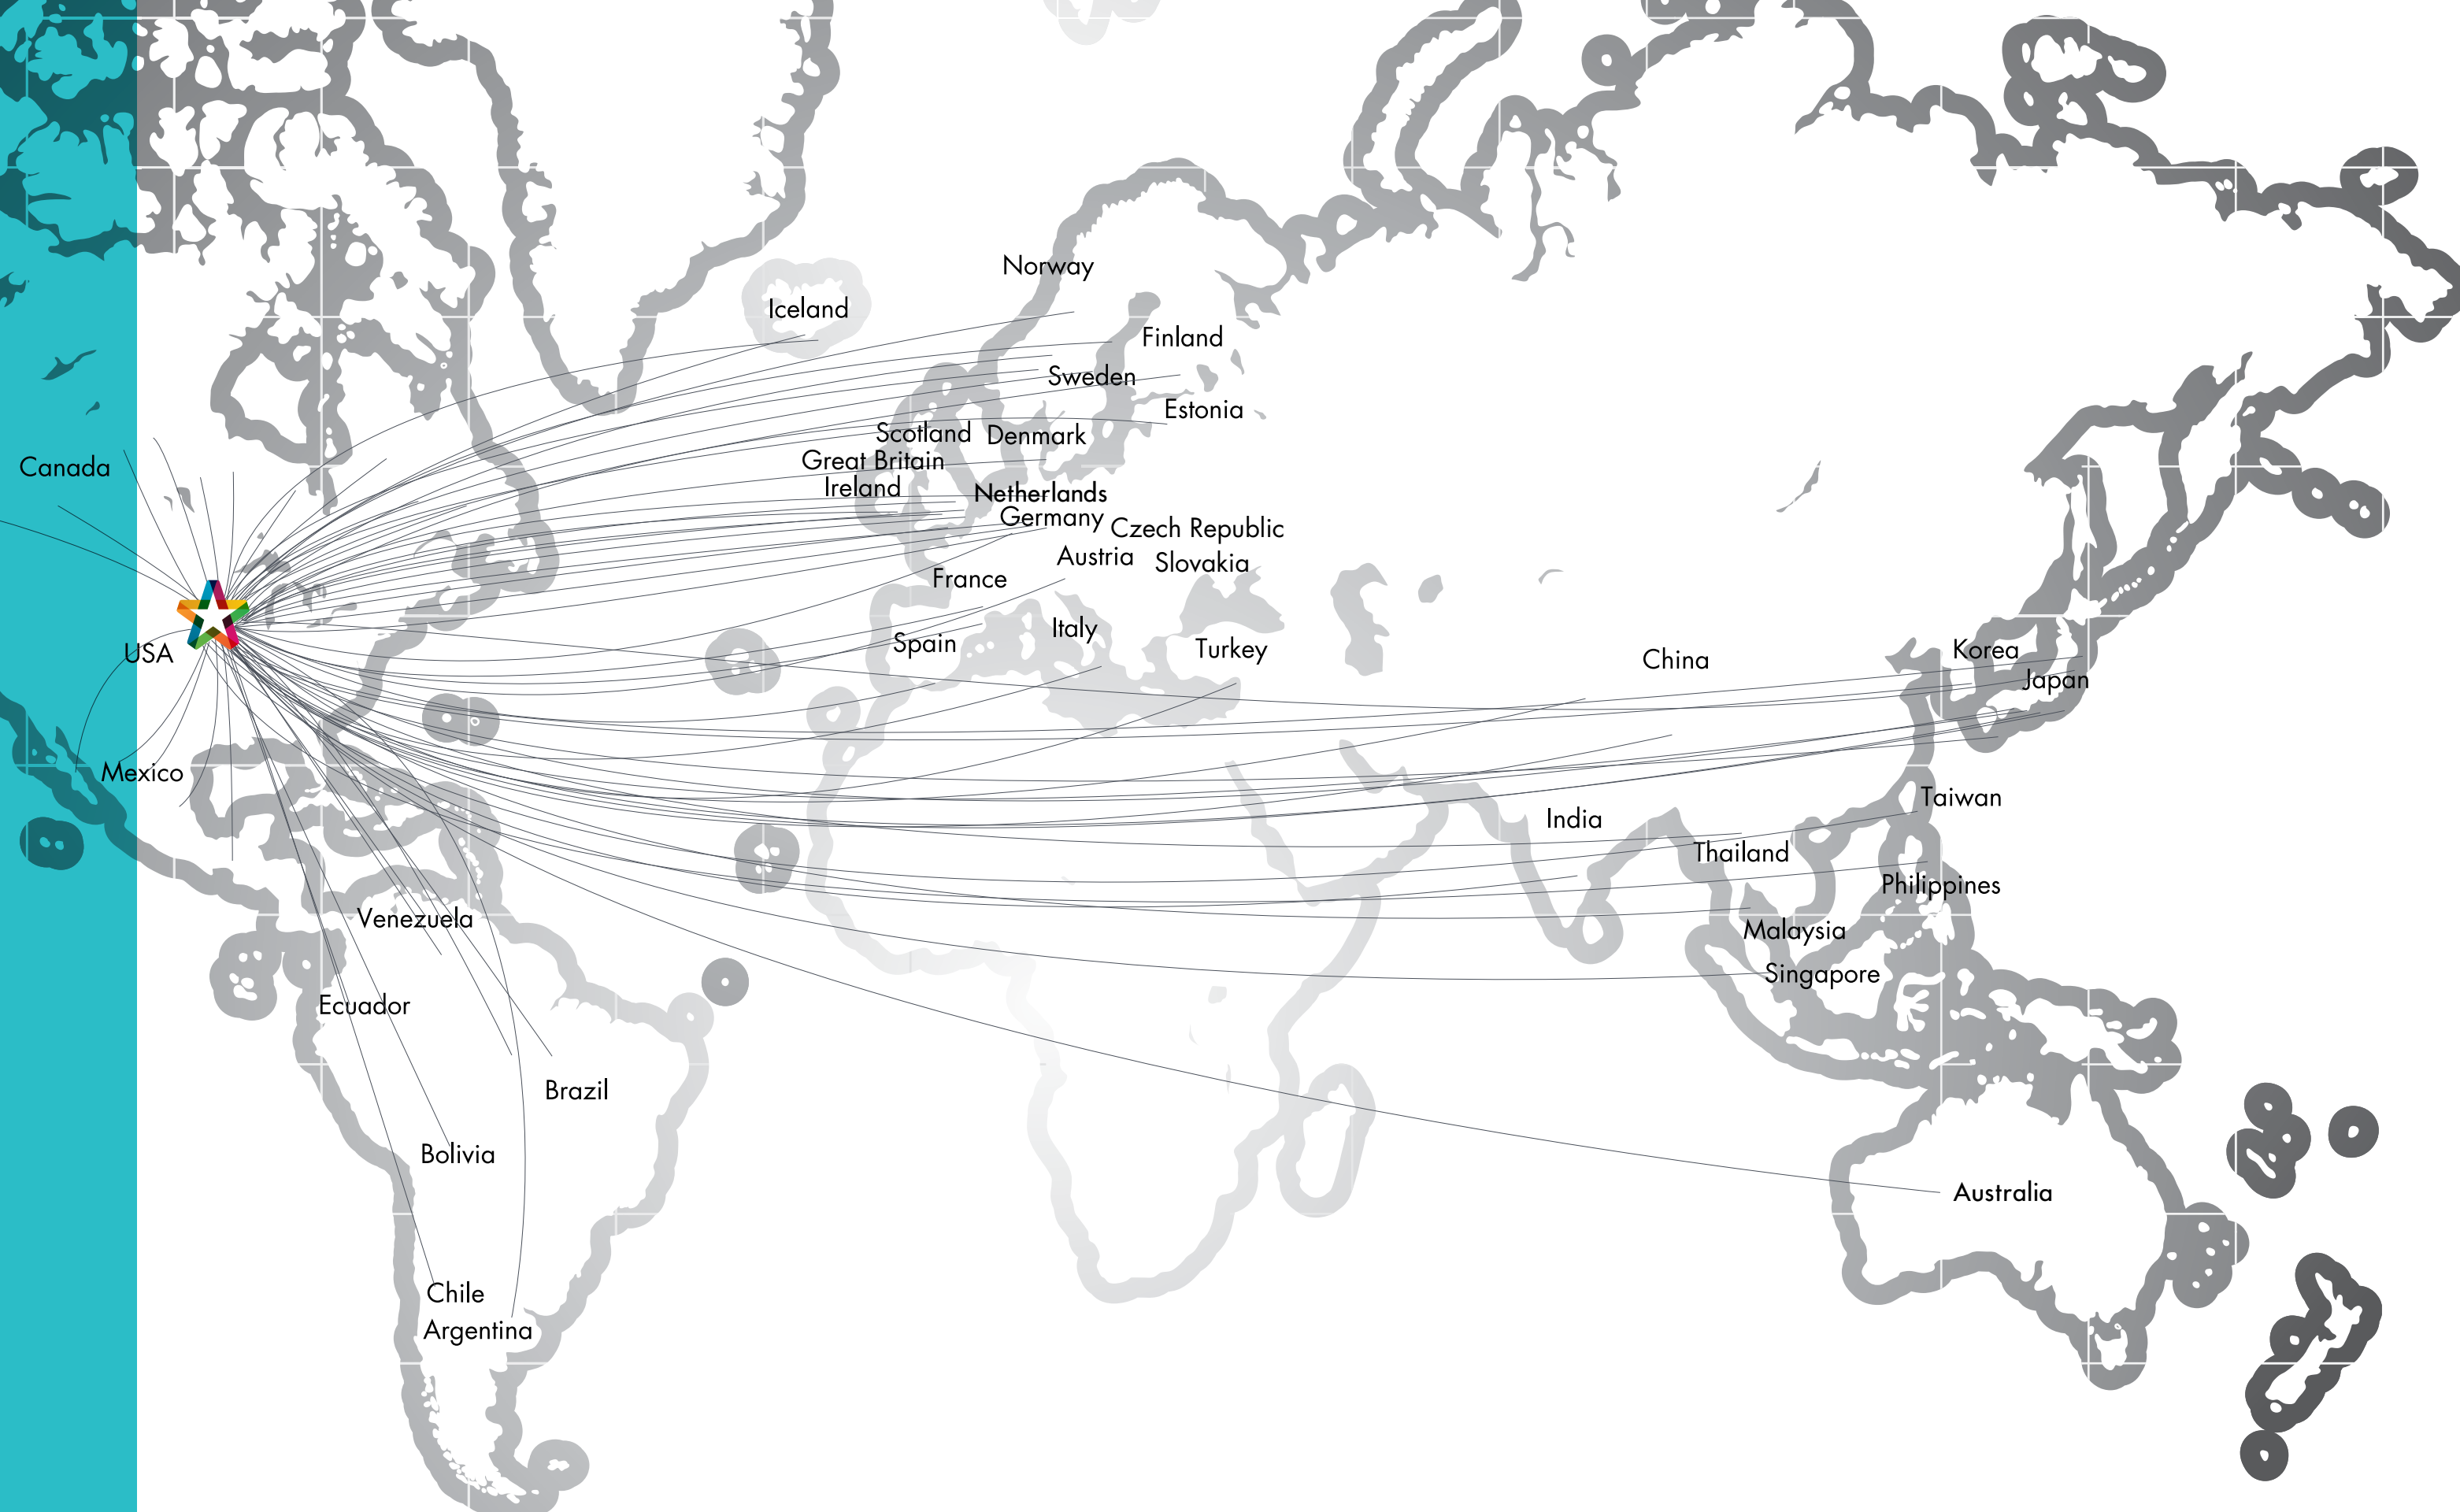 Norway
Iceland
Finland
Sweden
Estonia
Scotland
Denmark
Great Britain
Canada
Ireland
Netherlands
Germany
Czech Republic
Austria
Slovakia
France
Italy
Spain
Turkey
Korea
USA
China
Japan
Mexico
Taiwan
India
Thailand
Philippines
Venezuela
Malaysia
Singapore
Ecuador
Brazil
Bolivia
Australia
Chile
Argentina